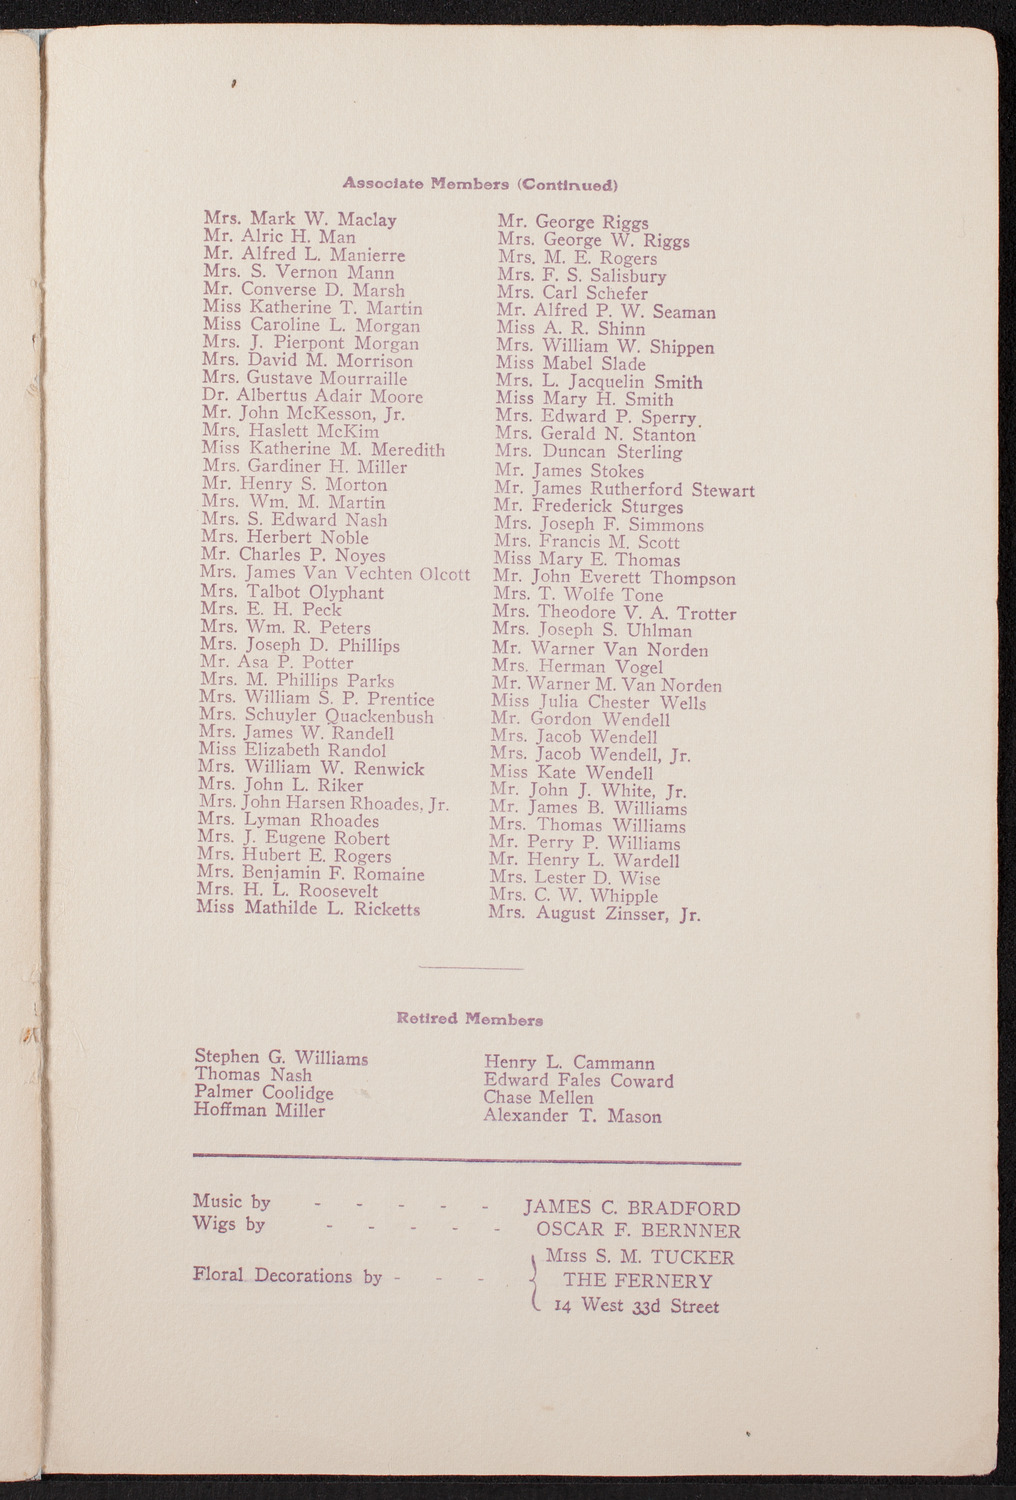 Associate Members (Continued)
Mrs. Mark W. Maclay
Mr. Alric H. Man
Mr. Alfred L. Manierre
Mrs. S. Vernon Mann
Mr. Converse D. Marsh
Miss Katherine T. Martin
Miss Caroline L. Morgan
Mrs. J. Pierpont Morgan
Mrs. David M. Morrison
Mrs. Gustave Mourraille
Dr. Albertus Adair Moore
Mr. John McKesson, Jr.
Mrs. Haslett McKim
Miss Katherine M. Meredith
Mrs. Gardiner H. Miller
Mr. Henry S. Morton
Mrs. Wm. M. Martin
Mrs. S. Edward Nash
Mrs. Herbert Noble
Mr. Charles P. Noyes
Mrs. James Van Vechten Olcott
Mrs. Talbot Olyphant
Mrs. E. H. Peck
Mrs. Wm. R. Peters
Mrs. Joseph D. Phillips
Mr. Asa P. Potter
Mrs. M. Phillips Parks
Mrs. William S. P. Prentice
Mrs. Schuyler Quackenbush
Mrs. James W. Randell
Miss Elizabeth Randol
Mrs. William W. Renwick
Mrs. John L. Riker
Mrs. John Harsen Rhoades, Jr.
Mrs. Lyman Rhoades
Mrs. J. Eugene Robert
Mrs. Hubert E. Rogers
Mrs. Benjamin F. Romaine
Mrs. H. L. Roosevelt
Miss Mathilde L. Ricketts
Mr. George Riggs
Mrs. George W. Riggs
Mrs. M. E. Rogers
Mrs. F. S. Salisbury
Mrs. Carl Schefer
Mr. Alfred P. W. Seaman
Miss A. R. Shinn
Mrs. William W. Shippen
Miss Mabel Slade
Mrs. L. Jacquelin Smith
Miss Mary H. Smith
Mrs. Edward P. Sperry
Mrs. Gerald N. Stanton
Mrs. Duncan Sterling
Mr. James Stokes
Mr. James Rutherford Stewart
Mr. Frederick Sturges
Mrs. Joseph F. Simmons
Mrs. Francis M. Scott
Miss Mary E. Thomas
Mr. John Everett Thompson
Mrs. T. Wolfe Tone
Mrs. Theodore V. A. Trotter
Mrs. Joseph S. Uhlman
Mr. Warner Van Norden
Mrs. Herman Vogel
Mr. Warner M. Van Norden
Miss Julia Chester Wells
Mr. Gordon Wendell
Mrs. Jacob Wendell
Mrs. Jacob Wendell, Jr.
Miss Kate Wendell
Mr. John J. White, Jr.
Mr. James B. Williams
Mrs. Thomas Williams
Mr. Perry P. Williams
Mr. Henry L. Wardell
Mrs. Lester D. Wise
Mrs. C. W. Whipple
Mrs. August Zinsser, Jr.
Retired Members
Stephen G. Williams
Thomas Nash
Palmer Coolidge
Hoffman Miller
Henry L. Cammann
Edward Fales Coward
Chase Mellen
Alexander T. Mason
Music by - - - - - JAMES C. BRADFORD
Wigs by - - - - - OSCAR F. BERNNER
Floral Decorations by - - - { Miss S. M. TUCKER
THE FERNERY
14 West 33d Street